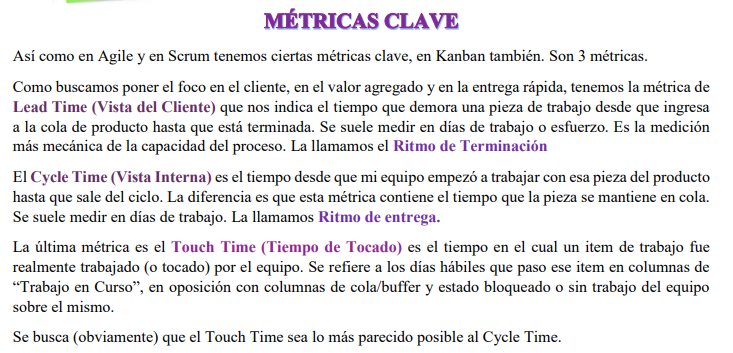 MÉTRICAS CLAVE
Así como en Agile y en Scrum tenemos ciertas métricas clave, en Kanban también. Son 3 métricas.
Como buscamos poner el foco en el cliente, en el valor agregado y en la entrega rápida, tenemos la métrica de
Lead Time (Vista del Cliente) que nos indica el tiempo que demora una pieza de trabajo desde que ingresa
a la cola de producto hasta que está terminada. Se suele medir en días de trabajo o esfuerzo. Es la medición
más mecánica de la capacidad del proceso. La llamamos el Ritmo de Terminación
El Cycle Time (Vista Interna) es el tiempo desde que mi equipo empezó a trabajar con esa pieza del producto
hasta que sale del ciclo. La diferencia es que esta métrica contiene el tiempo que la pieza se mantiene en cola.
Se suele medir en días de trabajo. La llamamos Ritmo de entrega.
La última métrica es el Touch Time (Tiempo de Tocado) es el tiempo en el cual un item de trabajo fue
realmente trabajado (o tocado) por el equipo. Se refiere a los días hábiles que paso ese item en columnas de
“Trabajo en Curso”, en oposición con columnas de cola/buffer y estado bloqueado o sin trabajo del equipo
sobre el mismo.
Se busca (obviamente) que el Touch Time sea lo más parecido posible al Cycle Time.